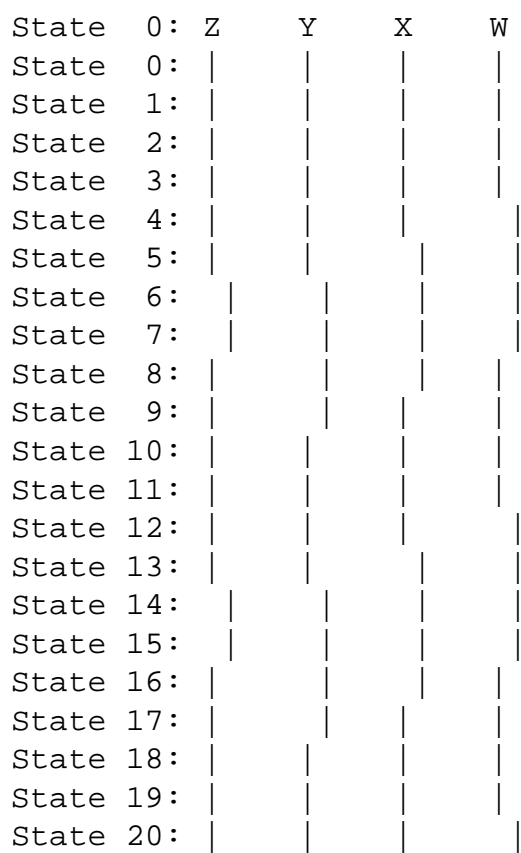 State  0: Z    Y    X    W
State  0: |    |    |    |
State  1: |    |    |    |
State  2: |    |    |    |
State  3: |    |    |    |
State  4: |    |    |     |
State  5: |    |     |    |
State  6:  |    |    |    |
State  7:  |    |    |    |
State  8: |     |    |   |
State  9: |     |   |    |
State 10: |    |    |    |
State 11: |    |    |    |
State 12: |    |    |     |
State 13: |    |     |    |
State 14:  |    |    |    |
State 15:  |    |    |    |
State 16: |     |    |   |
State 17: |     |   |    |
State 18: |    |    |    |
State 19: |    |    |    |
State 20: |    |    |     |